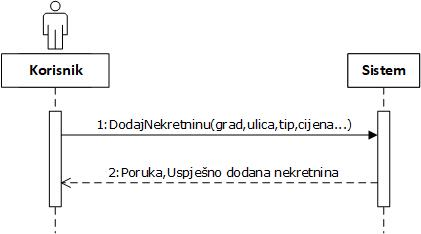 Korisnik
Sistem
1:DodajNekretninu(grad,ulica,tip,cijena...)
2:Poruka,Uspješno dodana nekretnina